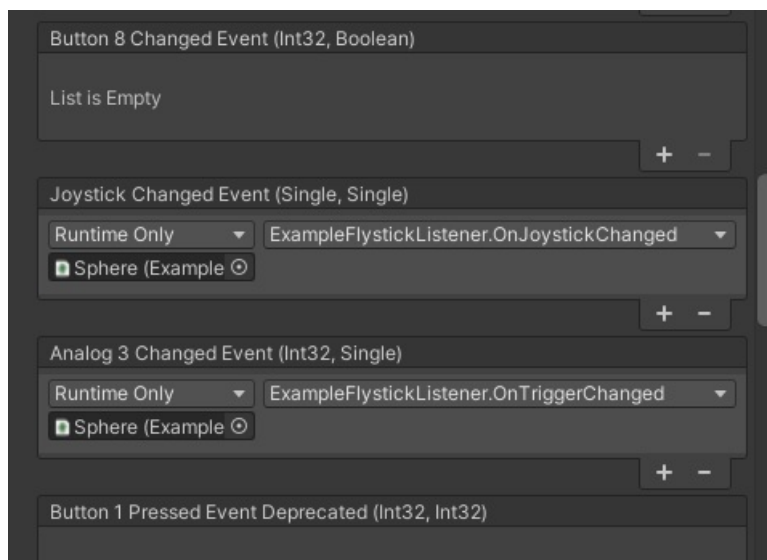 Button 8 Changed Event (Int32, Boolean)
List is Empty
+ −
Joystick Changed Event (Single, Single)
Runtime Only ExampleFlystickListener.OnJoystickChanged
Sphere (Example
+ −
Analog 3 Changed Event (Int32, Single)
Runtime Only ExampleFlystickListener.OnTriggerChanged
Sphere (Example
+ −
Button 1 Pressed Event Deprecated (Int32, Int32)